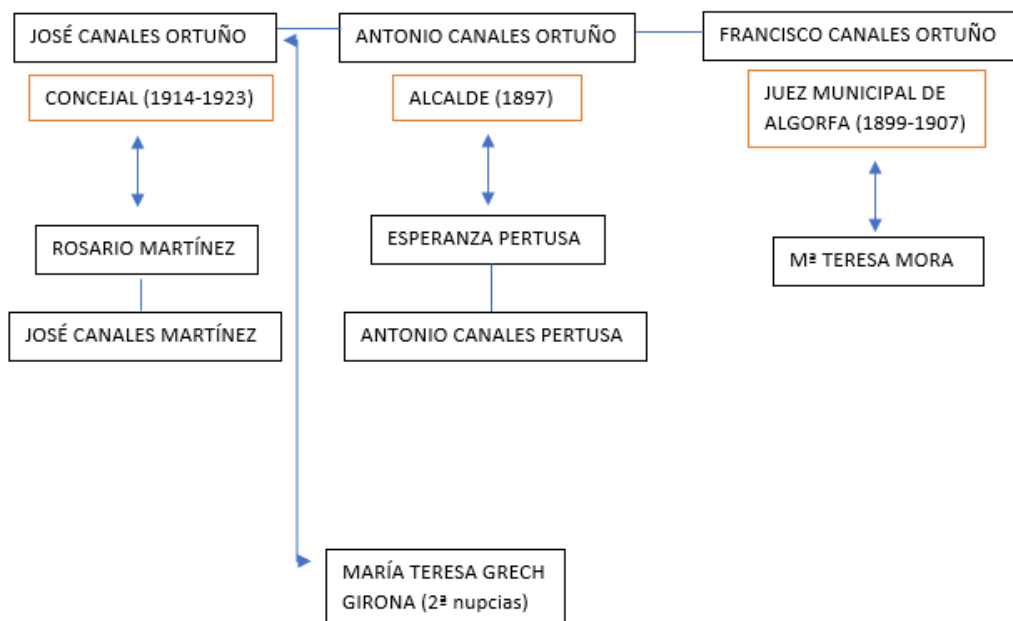 JOSÉ CANALES ORTUÑO
ANTONIO CANALES ORTUÑO
FRANCISCO CANALES ORTUÑO
CONCEJAL (1914-1923)
ALCALDE (1897)
JUEZ MUNICIPAL DE
ALGORFA (1899-1907)
ROSARIO MARTÍNEZ
ESPERANZA PERTUSA
Mª TERESA MORA
JOSÉ CANALES MARTÍNEZ
ANTONIO CANALES PERTUSA
MARÍA TERESA GRECH
GIRONA (2ª nupcias)